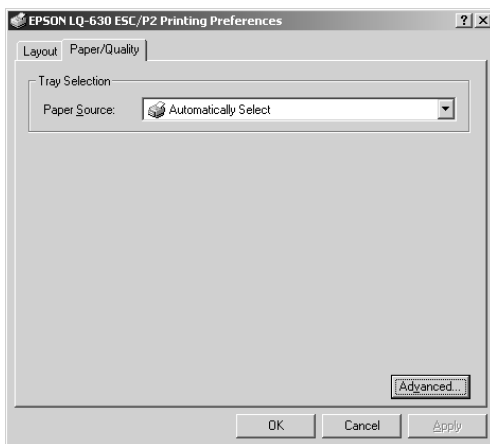 EPSON LQ-630 ESC/P2 Printing Preferences
Layout Paper/Quality
Tray Selection
Paper Source: Automatically Select
Advanced...
OK Cancel Apply